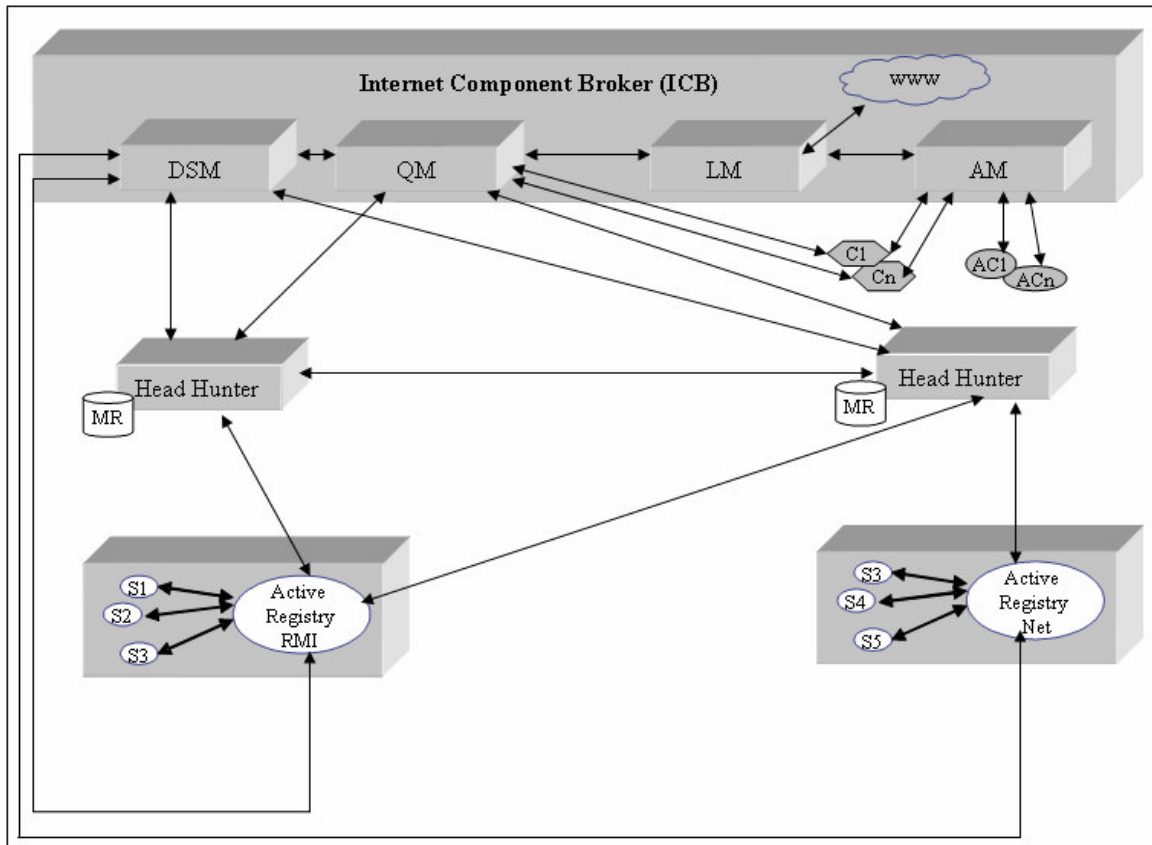 Internet Component Broker (ICB)
www
DSM
QM
LM
AM
C1
Cn
AC1
ACn
Head Hunter
MR
Head Hunter
MR
S1
S2
S3
Active
Registry
RMI
S3
S4
S5
Active
Registry
Net